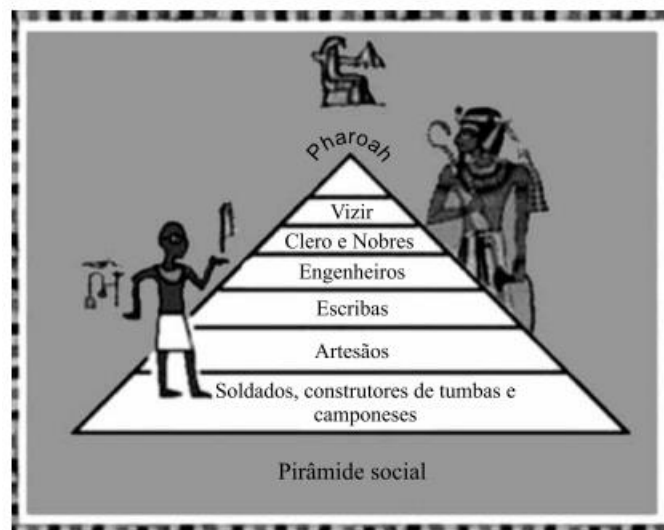 Pharoah
Vizir
Clero e Nobres
Engenheiros
Escribas
Artesãos
Soldados, construtores de tumbas e
camponeses
Pirâmide social